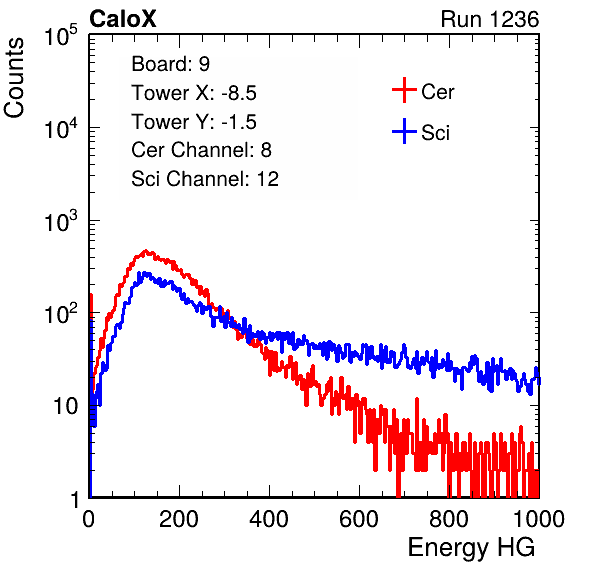 CaloX Run 1236
Counts
Board: 9
Tower X: -8.5
Tower Y: -1.5
Cer Channel: 8
Sci Channel: 12
Cer
Sci
10^5
10^4
10^3
10^2
10
1
0 200 400 600 800 1000
Energy HG